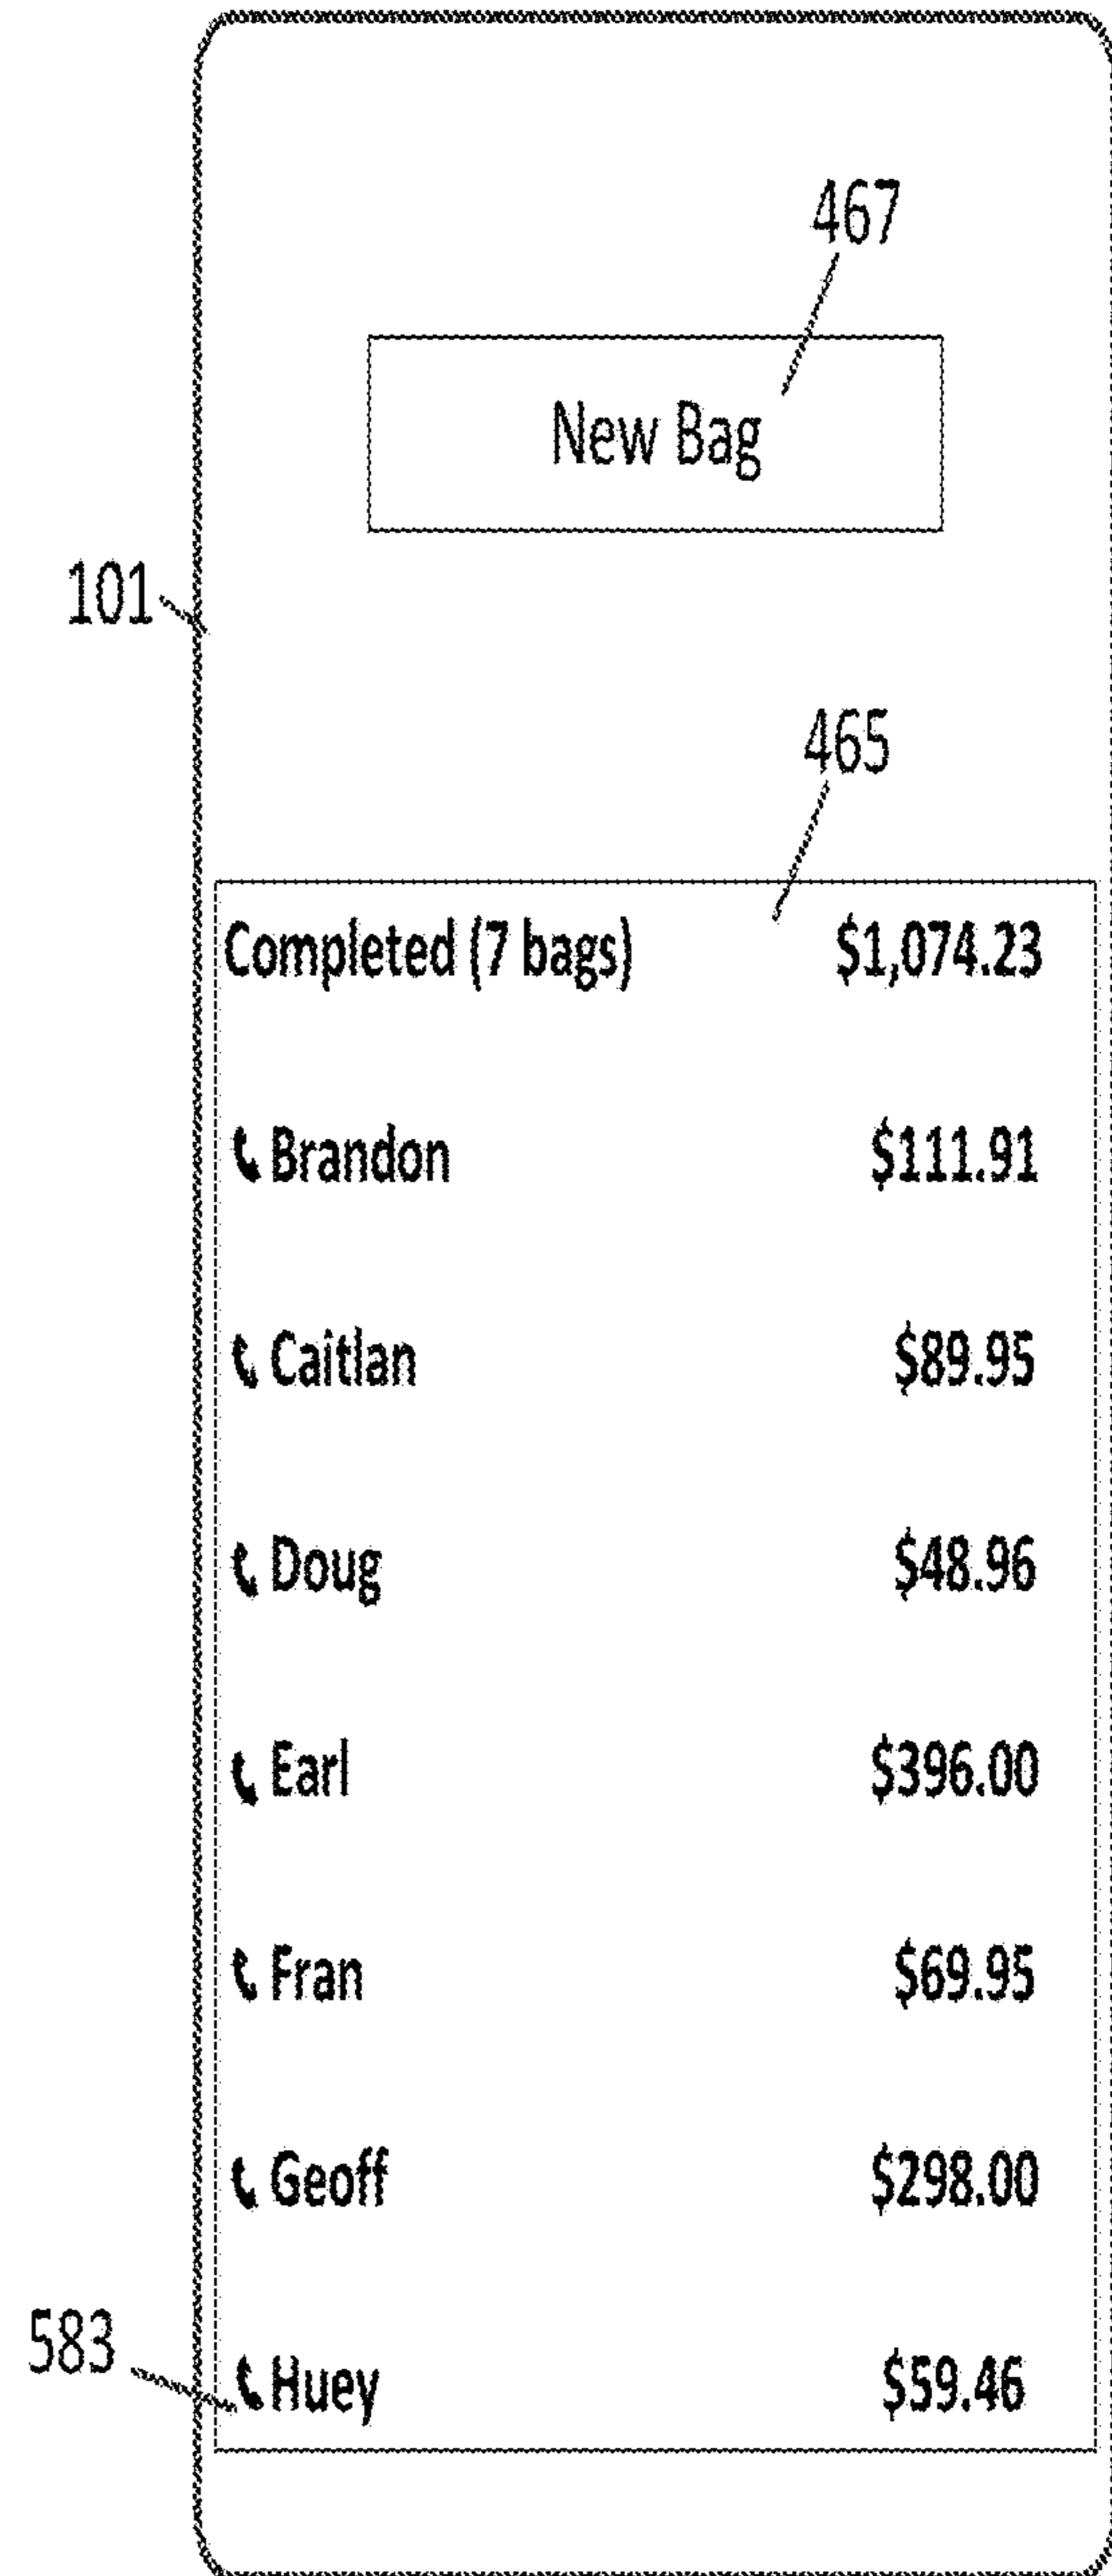 467
New Bag
101
465
Completed (7 bags) $1,074.23
Brandon $111.91
Caitlan $89.95
Doug $48.96
Earl $396.00
Fran $69.95
Geoff $298.00
583
Huey $59.46